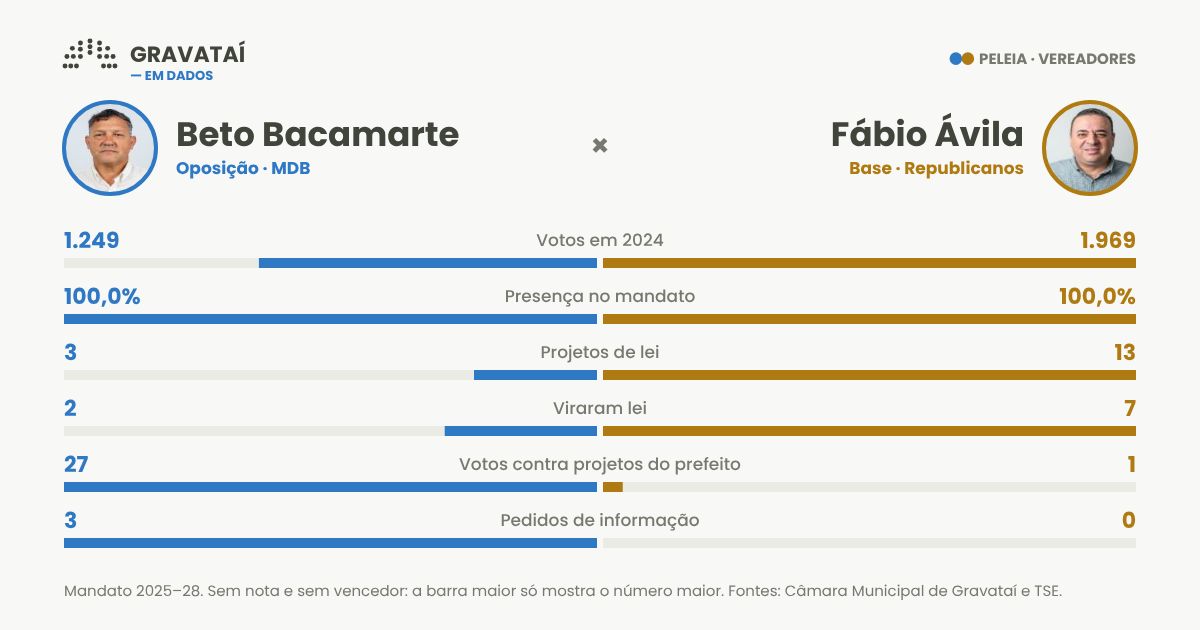 GRAVATAÍ
— EM DADOS
PELEIA · VEREADORES
Beto Bacamarte
Oposição · MDB
×
Fábio Ávila
Base · Republicanos
1.249 Votos em 2024 1.969
100,0% Presença no mandato 100,0%
3 Projetos de lei 13
2 Viraram lei 7
27 Votos contra projetos do prefeito 1
3 Pedidos de informação 0
Mandato 2025–28. Sem nota e sem vencedor: a barra maior só mostra o número maior. Fontes: Câmara Municipal de Gravataí e TSE.